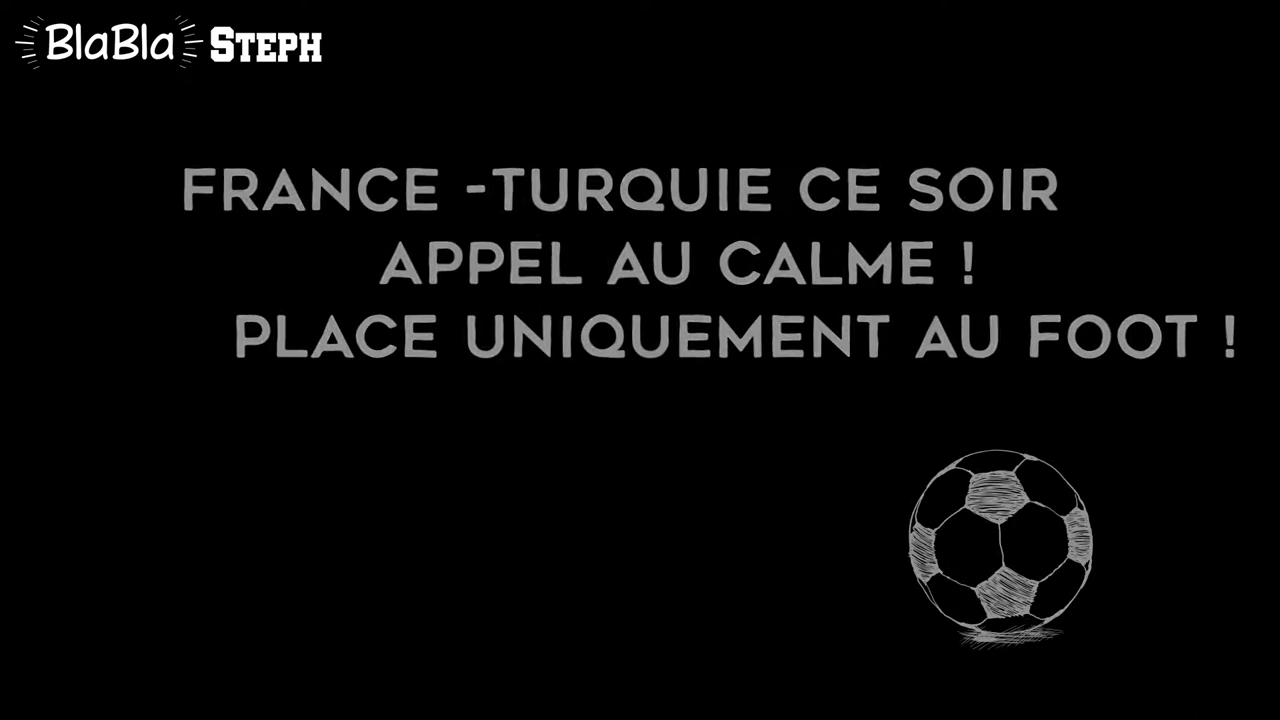 BlaBla STEPH
FRANCE -TURQUIE CE SOIR
APPEL AU CALME !
PLACE UNIQUEMENT AU FOOT !